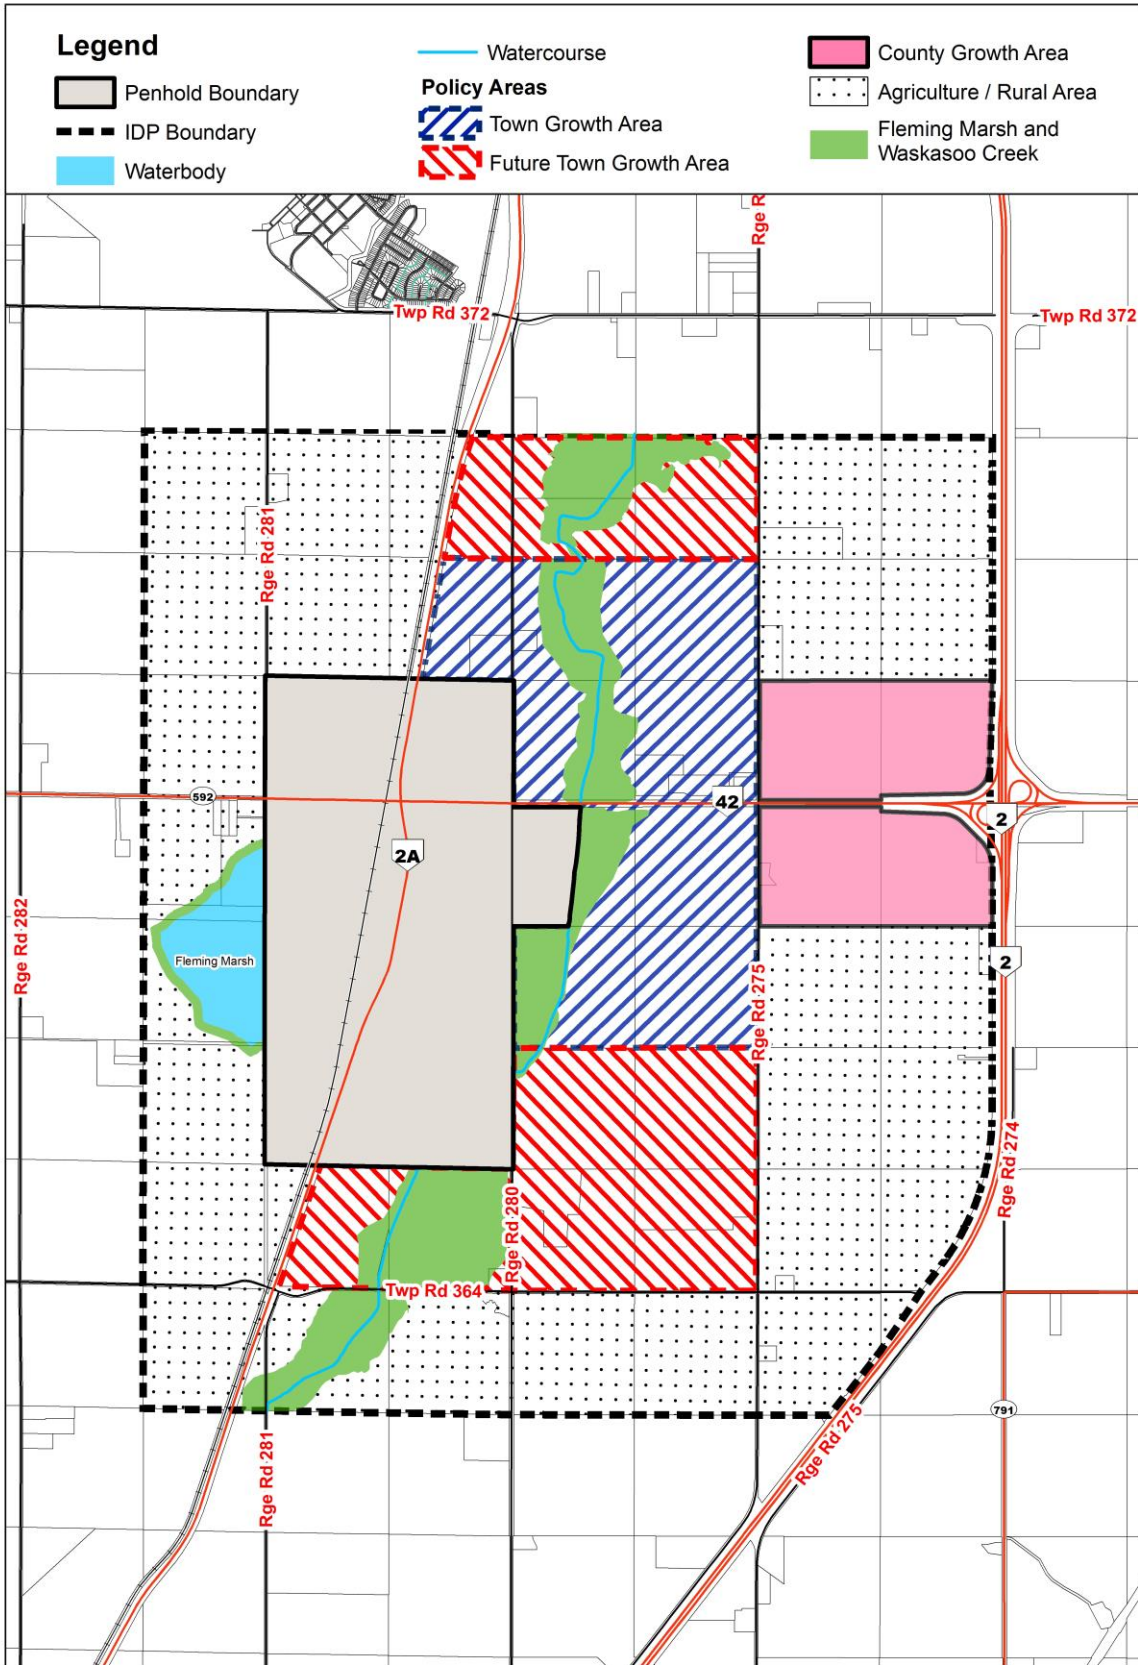 Legend
Penhold Boundary
IDP Boundary
Waterbody
Watercourse
Policy Areas
Town Growth Area
Future Town Growth Area
County Growth Area
Agriculture / Rural Area
Fleming Marsh and
Waskasoo Creek
Rge R
Twp Rd 372
Twp Rd 372
Rge Rd 281
592
42
2
2A
Rge Rd 282
Fleming Marsh
2
Rge Rd 275
Rge Rd 274
Rge Rd 280
Twp Rd 364
Rge Rd 281
Rge Rd 275
791